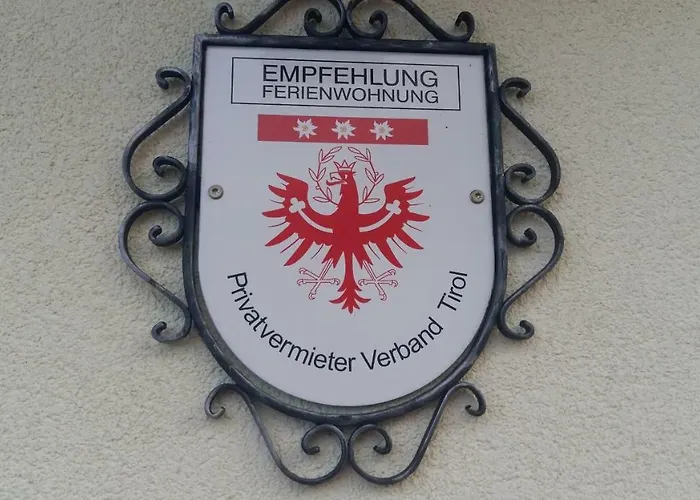 EMPFEHLUNG
FERIENWOHNUNG
Privatvermieter Verband Tirol